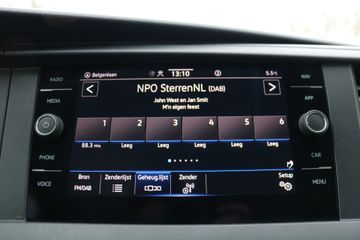 RADIO
MEDIA
PHONE
VOICE
Belgenlaan
13:10
5.5°C
NPO SterrenNL (DAB)
John West en Jan Smit
M'n eigen feest
1 2 3 4 5 6
88.3 MHz Leeg Leeg Leeg Leeg Leeg
Bron Zenderlijst Geheug.lijst Zender Setup
FM/DAB
NAV
APP
CAR
MENU